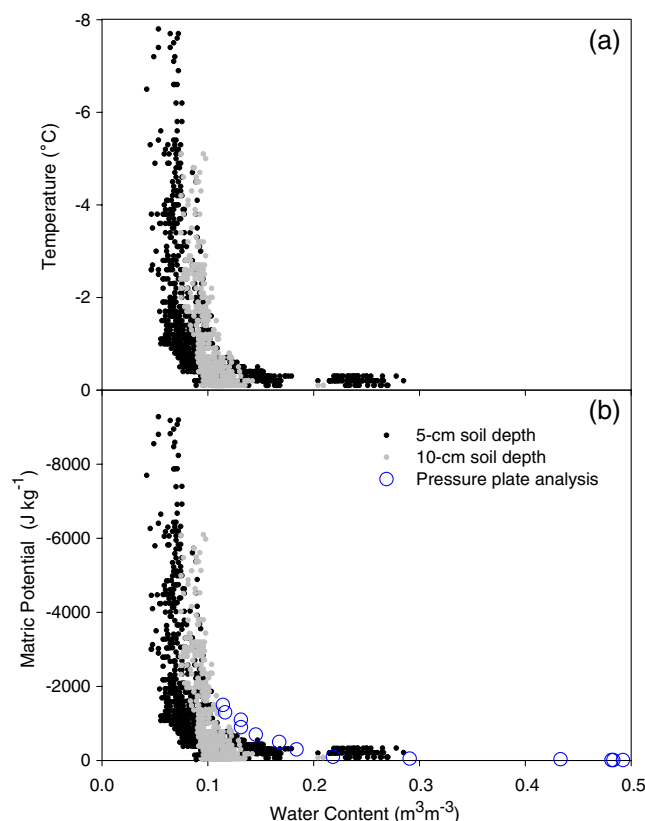 -8
(a)
-6
Temperature (°C)
-4
-2
0
(b)
5-cm soil depth
-8000
10-cm soil depth
Pressure plate analysis
Matric Potential (J kg⁻¹)
-6000
-4000
-2000
0
0.0 0.1 0.2 0.3 0.4 0.5
Water Content (m³m⁻³)